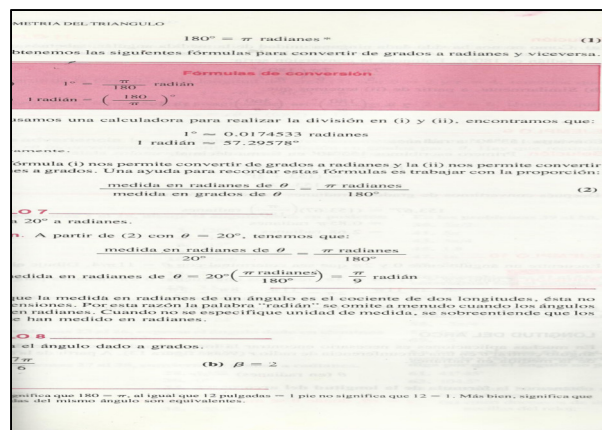 METRIA DEL TRIANGULO
180° = π radianes * (1)
btenemos las siguientes fórmulas para convertir de grados a radianes y viceversa.
Fórmulas de conversión
1° = π/180 radián
1 radián = (180/π)°
usamos una calculadora para realizar la división en (i) y (ii), encontramos que:
1° ≈ 0.0174533 radianes
1 radián ≈ 57.29578°
amente.
órmula (i) nos permite convertir de grados a radianes y la (ii) nos permite convertir
es a grados. Una ayuda para recordar estas fórmulas es trabajar con la proporción:
medida en radianes de θ / medida en grados de θ = π radianes / 180° (2)
LO 7
a 20° a radianes.
n. A partir de (2) con θ = 20°, tenemos que:
medida en radianes de θ / 20° = π radianes / 180°
edida en radianes de θ = 20°(π radianes / 180°) = π/9 radián
que la medida en radianes de un ángulo es el cociente de dos longitudes, ésta no
ensiones. Por esta razón la palabra "radián" se omite a menudo cuando los ángulos
en radianes. Cuando no se especifique unidad de medida, se sobreentiende que los
e han medido en radianes.
LO 8
a el ángulo dado a grados.
7π/6 (b) β = 2
gnifica que 180 = π, al igual que 12 pulgadas = 1 pie no significa que 12 = 1. Más bien, significa que
das del mismo ángulo son equivalentes.